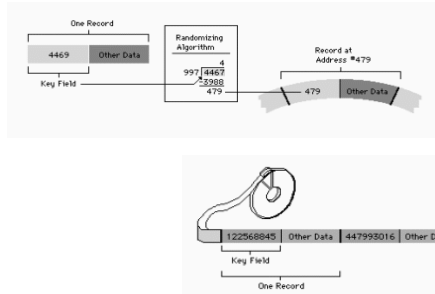 One Record
4469 Other Data
Key Field
Randomizing
Algorithm
4
997 4467
-3988
479
Record at
Address #479
479 Other Data
122568845 Other Data 447993016 Other D
Key Field
One Record